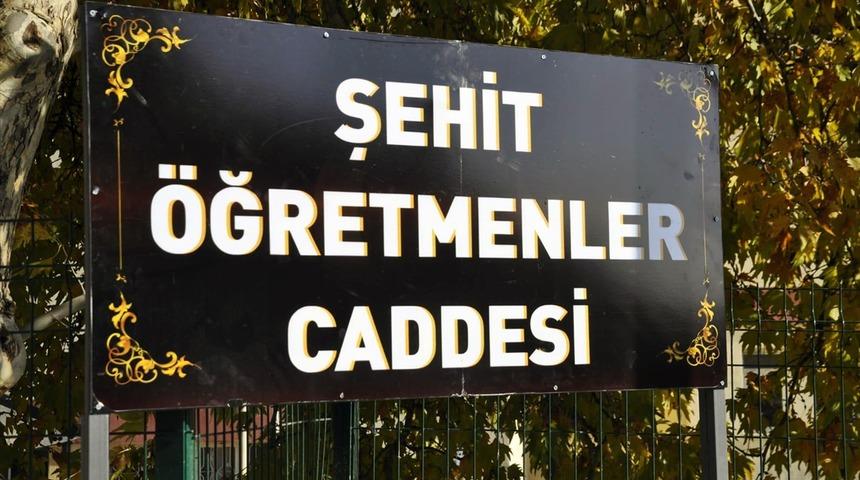 ŞEHİT
ÖĞRETMENLER
CADDESİ